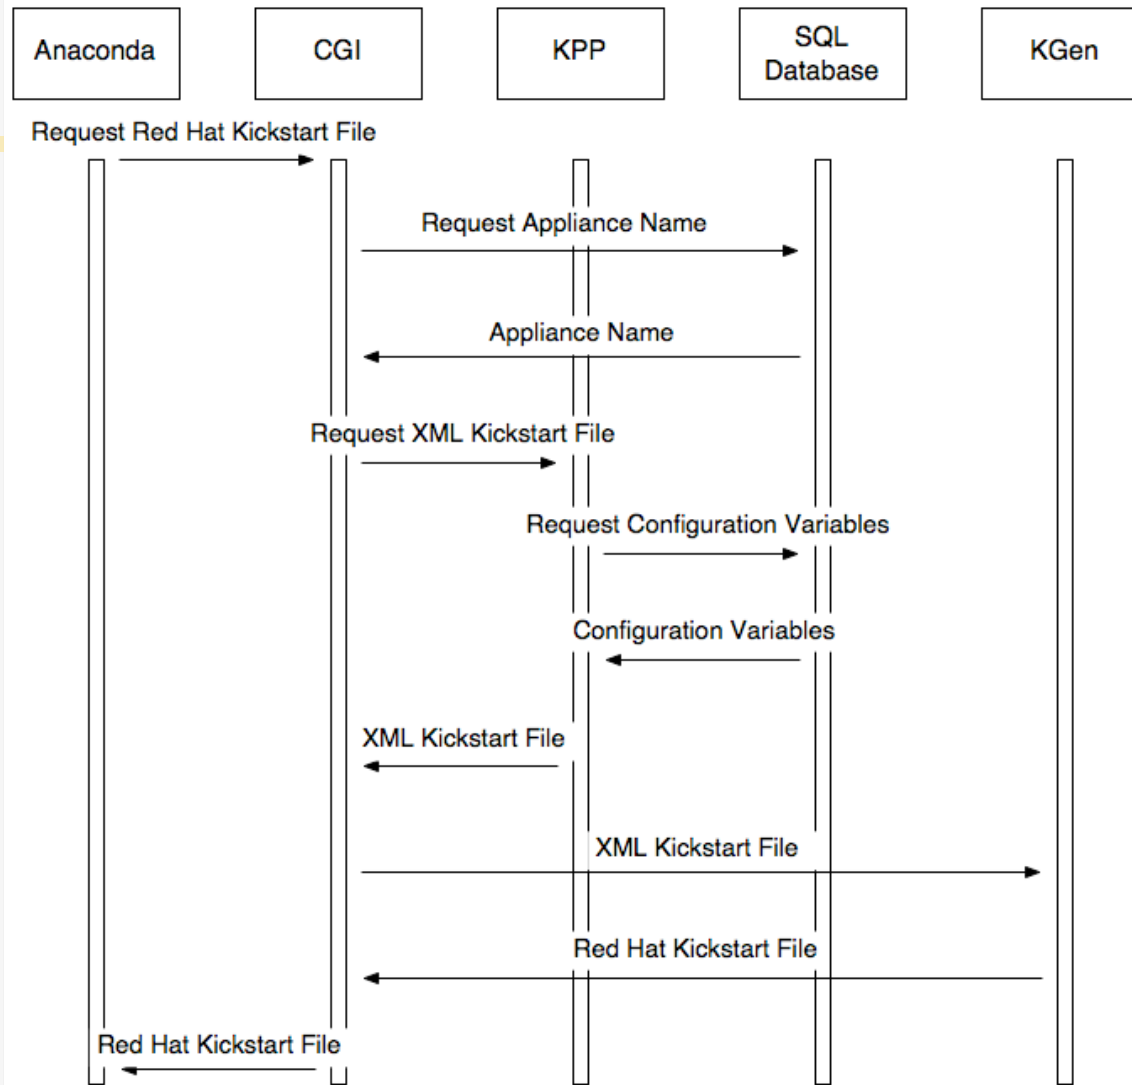 Anaconda
CGI
KPP
SQL
Database
KGen
Request Red Hat Kickstart File
Request Appliance Name
Appliance Name
Request XML Kickstart File
Request Configuration Variables
Configuration Variables
XML Kickstart File
XML Kickstart File
Red Hat Kickstart File
Red Hat Kickstart File